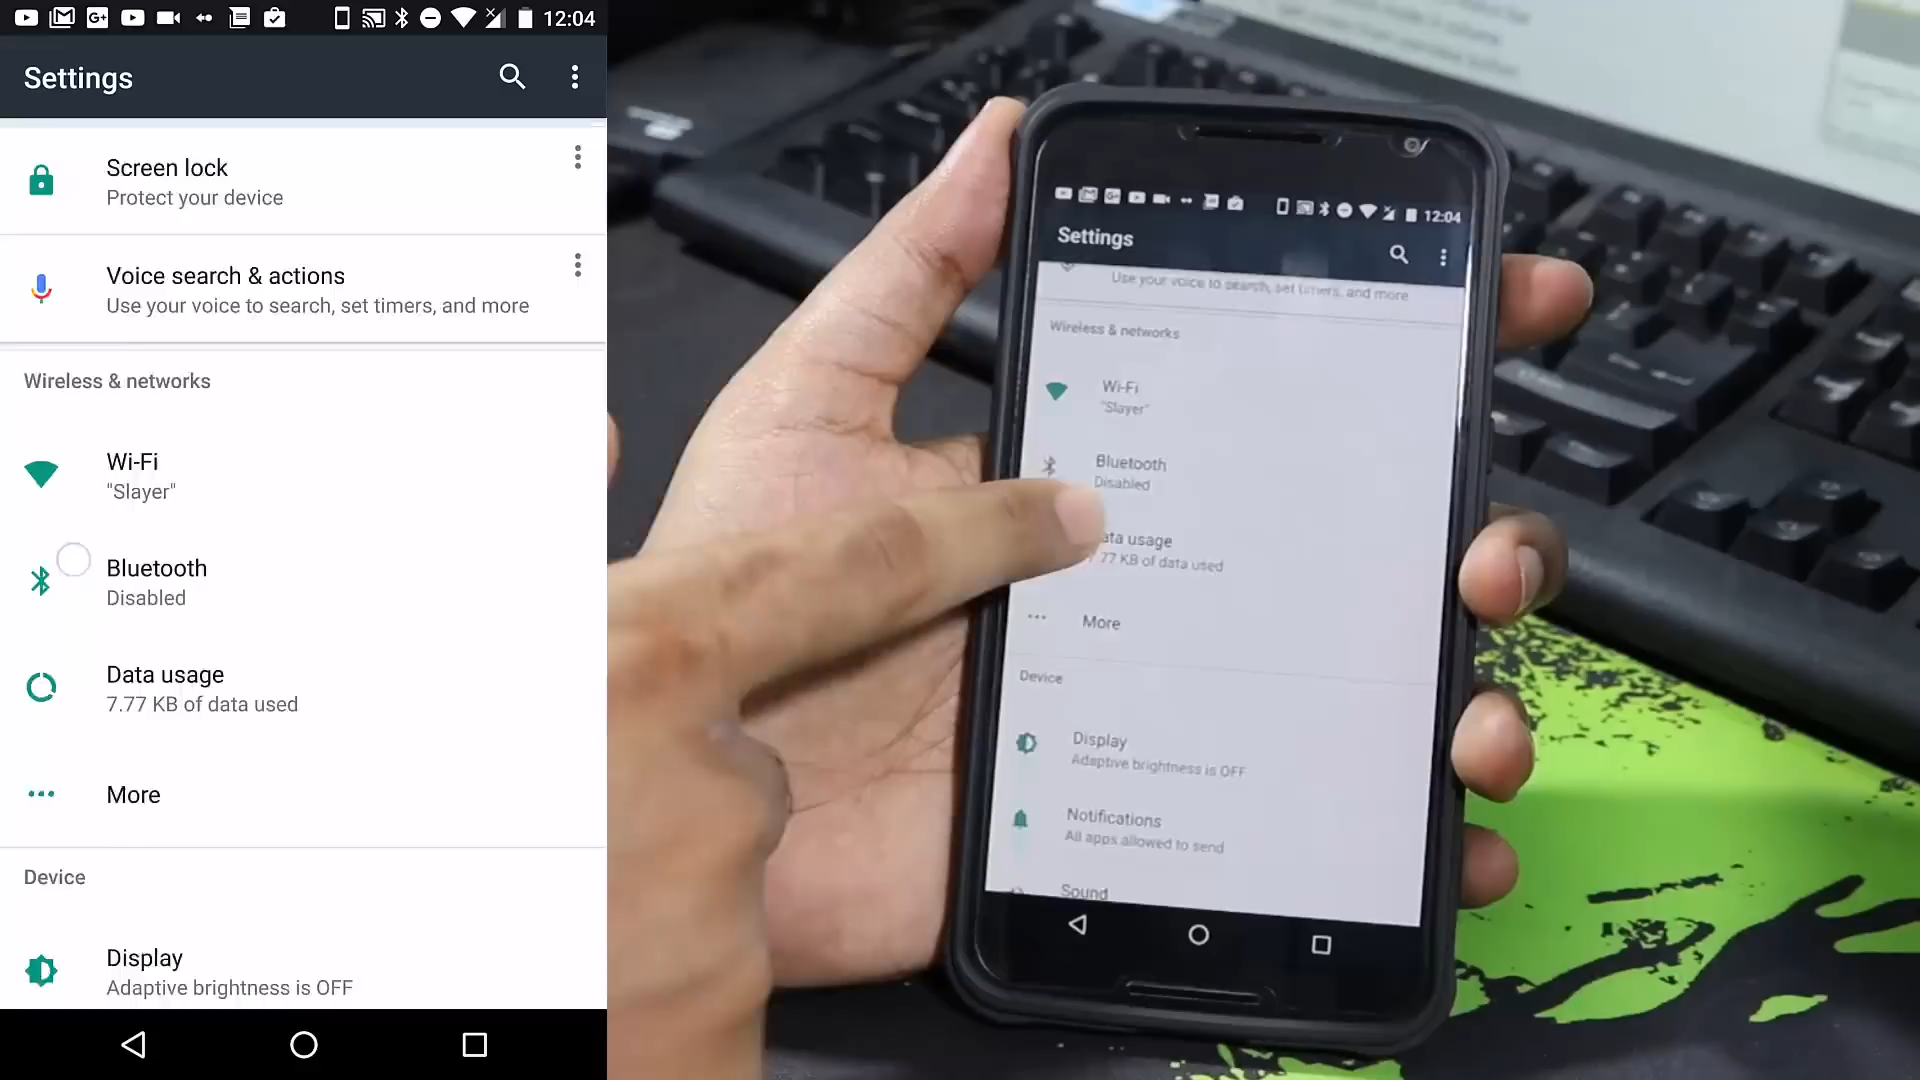 12:04
Settings
Screen lock
Protect your device
Voice search & actions
Use your voice to search, set timers, and more
Wireless & networks
Wi-Fi
"Slayer"
Bluetooth
Disabled
Data usage
7.77 KB of data used
More
Device
Display
Adaptive brightness is OFF
12:04
Settings
Use your voice to search, set timers, and more
Wireless & networks
Wi-Fi
"Slayer"
Bluetooth
Disabled
ata usage
77 KB of data used
More
Device
Display
Adaptive brightness is OFF
Notifications
All apps allowed to send
Sound